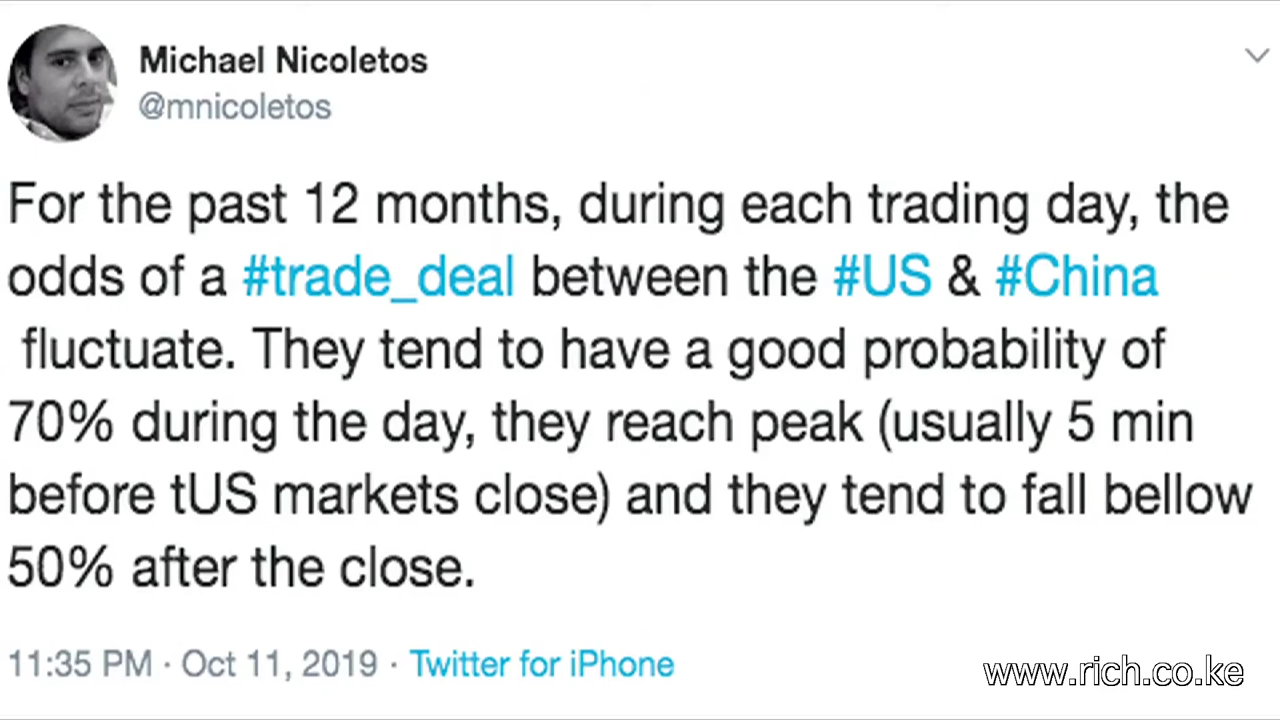 Michael Nicoletos
@mnicoletos
For the past 12 months, during each trading day, the
odds of a #trade_deal between the #US & #China
fluctuate. They tend to have a good probability of
70% during the day, they reach peak (usually 5 min
before tUS markets close) and they tend to fall bellow
50% after the close.
11:35 PM · Oct 11, 2019 · Twitter for iPhone
www.rich.co.ke